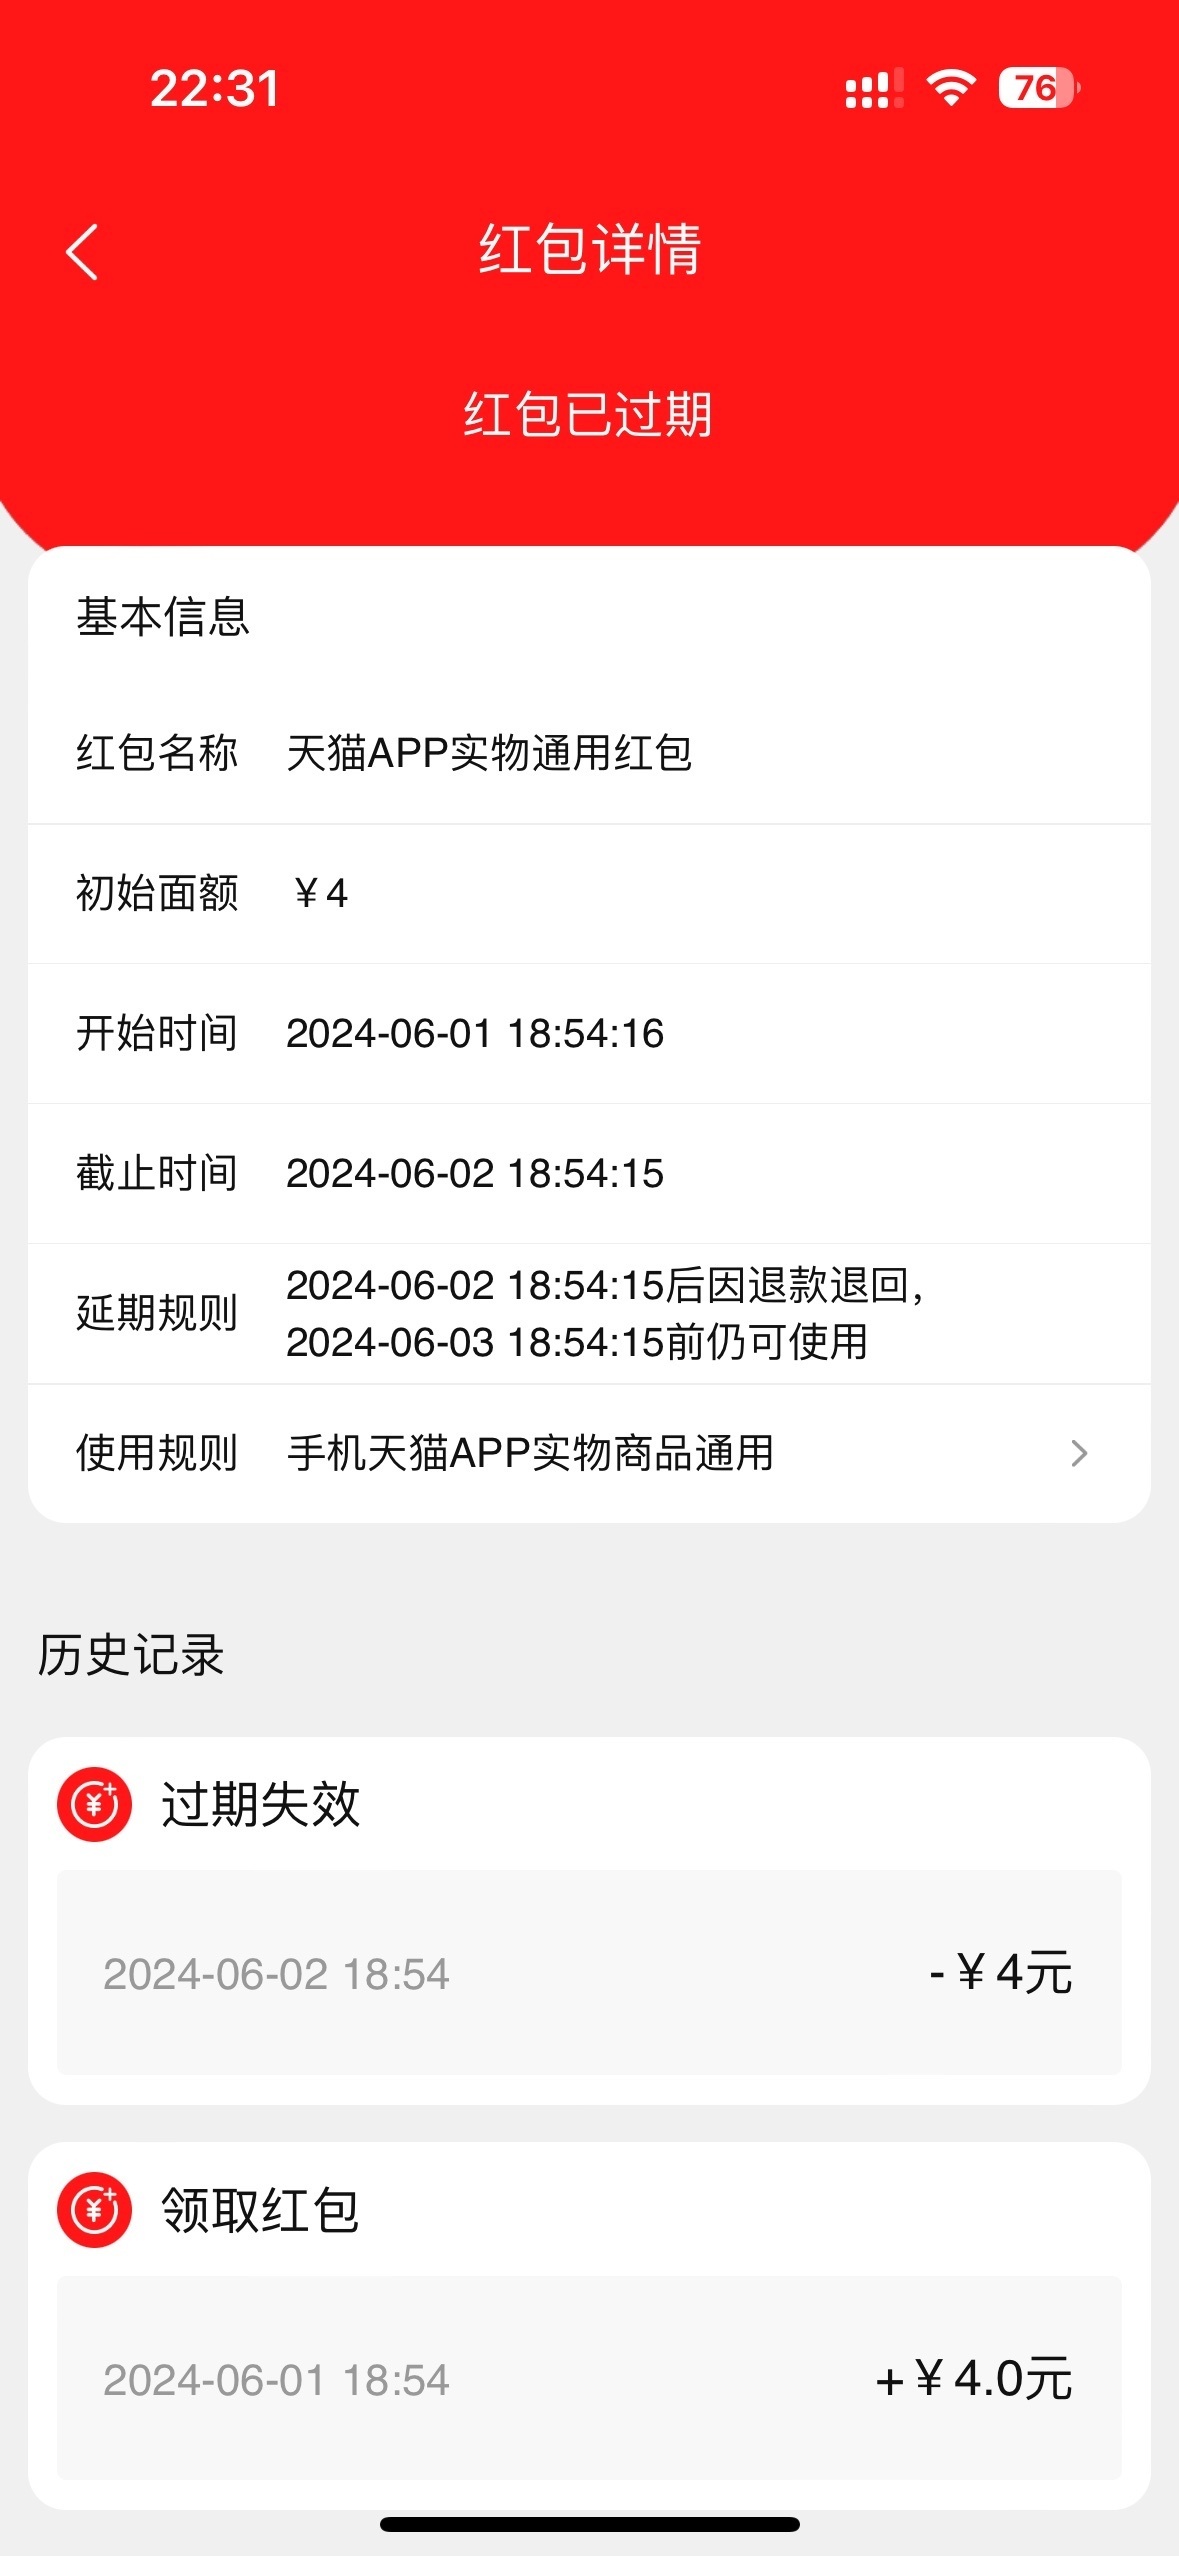 22:31
76
红包详情
红包已过期
基本信息
红包名称 天猫APP实物通用红包
初始面额 ￥4
开始时间 2024-06-01 18:54:16
截止时间 2024-06-02 18:54:15
延期规则 2024-06-02 18:54:15后因退款退回，
2024-06-03 18:54:15前仍可使用
使用规则 手机天猫APP实物商品通用
历史记录
过期失效
2024-06-02 18:54 -￥4元
领取红包
2024-06-01 18:54 +￥4.0元